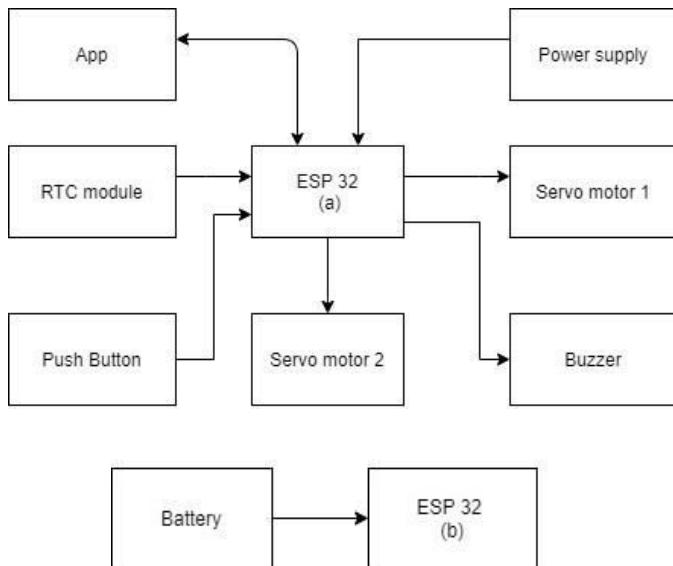 App
Power supply
RTC module
ESP 32
(a)
Servo motor 1
Push Button
Servo motor 2
Buzzer
Battery
ESP 32
(b)